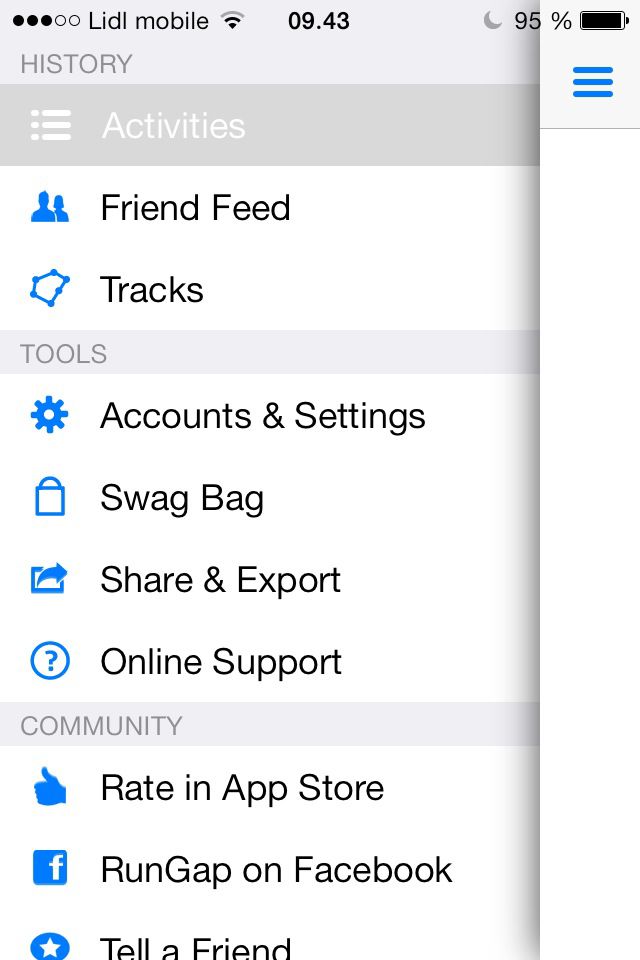 Lidl mobile 09.43 95 %
HISTORY
Activities
Friend Feed
Tracks
TOOLS
Accounts & Settings
Swag Bag
Share & Export
? Online Support
COMMUNITY
Rate in App Store
f RunGap on Facebook
Tell a Friend